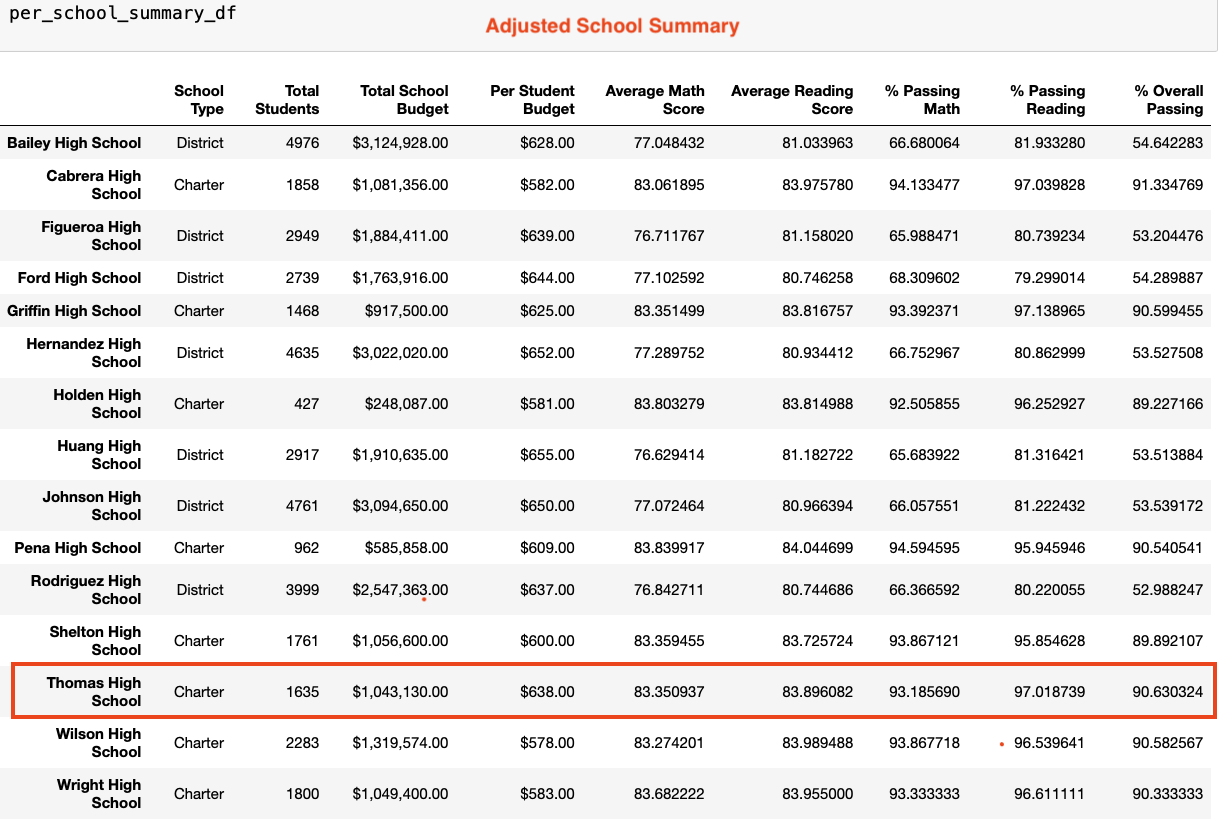 per_school_summary_df
Adjusted School Summary
School Type Total Students Total School Budget Per Student Budget Average Math Score Average Reading Score % Passing Math % Passing Reading % Overall Passing
Bailey High School District 4976 $3,124,928.00 $628.00 77.048432 81.033963 66.680064 81.933280 54.642283
Cabrera High School Charter 1858 $1,081,356.00 $582.00 83.061895 83.975780 94.133477 97.039828 91.334769
Figueroa High School District 2949 $1,884,411.00 $639.00 76.711767 81.158020 65.988471 80.739234 53.204476
Ford High School District 2739 $1,763,916.00 $644.00 77.102592 80.746258 68.309602 79.299014 54.289887
Griffin High School Charter 1468 $917,500.00 $625.00 83.351499 83.816757 93.392371 97.138965 90.599455
Hernandez High School District 4635 $3,022,020.00 $652.00 77.289752 80.934412 66.752967 80.862999 53.527508
Holden High School Charter 427 $248,087.00 $581.00 83.803279 83.814988 92.505855 96.252927 89.227166
Huang High School District 2917 $1,910,635.00 $655.00 76.629414 81.182722 65.683922 81.316421 53.513884
Johnson High School District 4761 $3,094,650.00 $650.00 77.072464 80.966394 66.057551 81.222432 53.539172
Pena High School Charter 962 $585,858.00 $609.00 83.839917 84.044699 94.594595 95.945946 90.540541
Rodriguez High School District 3999 $2,547,363.00 $637.00 76.842711 80.744686 66.366592 80.220055 52.988247
Shelton High School Charter 1761 $1,056,600.00 $600.00 83.359455 83.725724 93.867121 95.854628 89.892107
Thomas High School Charter 1635 $1,043,130.00 $638.00 83.350937 83.896082 93.185690 97.018739 90.630324
Wilson High School Charter 2283 $1,319,574.00 $578.00 83.274201 83.989488 93.867718 96.539641 90.582567
Wright High School Charter 1800 $1,049,400.00 $583.00 83.682222 83.955000 93.333333 96.611111 90.333333